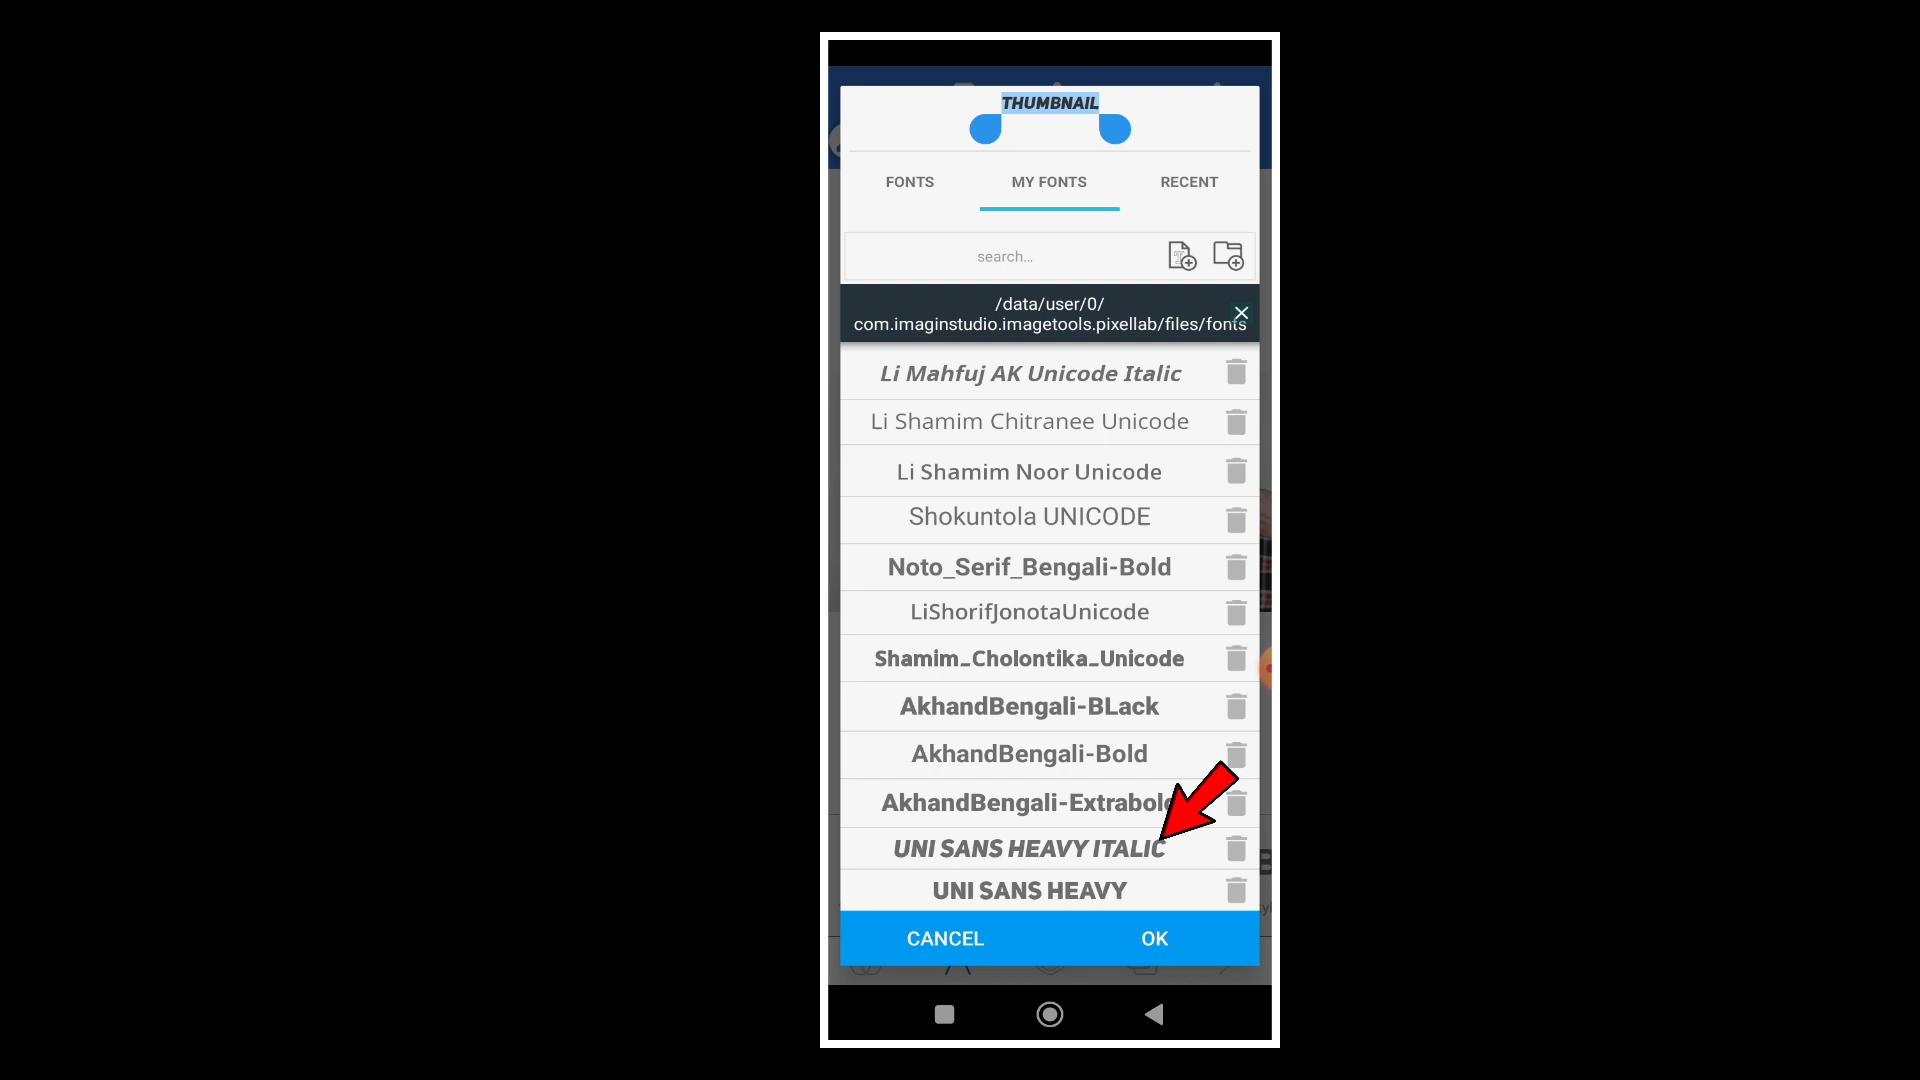 THUMBNAIL
FONTS
MY FONTS
RECENT
search...
/data/user/0/
com.imaginstudio.imagetools.pixellab/files/fonts
Li Mahfuj AK Unicode Italic
Li Shamim Chitranee Unicode
Li Shamim Noor Unicode
Shokuntola UNICODE
Noto_Serif_Bengali-Bold
LiShorifJonotaUnicode
Shamim_Cholontika_Unicode
AkhandBengali-BLack
AkhandBengali-Bold
AkhandBengali-Extrabold
UNI SANS HEAVY ITALIC
UNI SANS HEAVY
CANCEL
OK